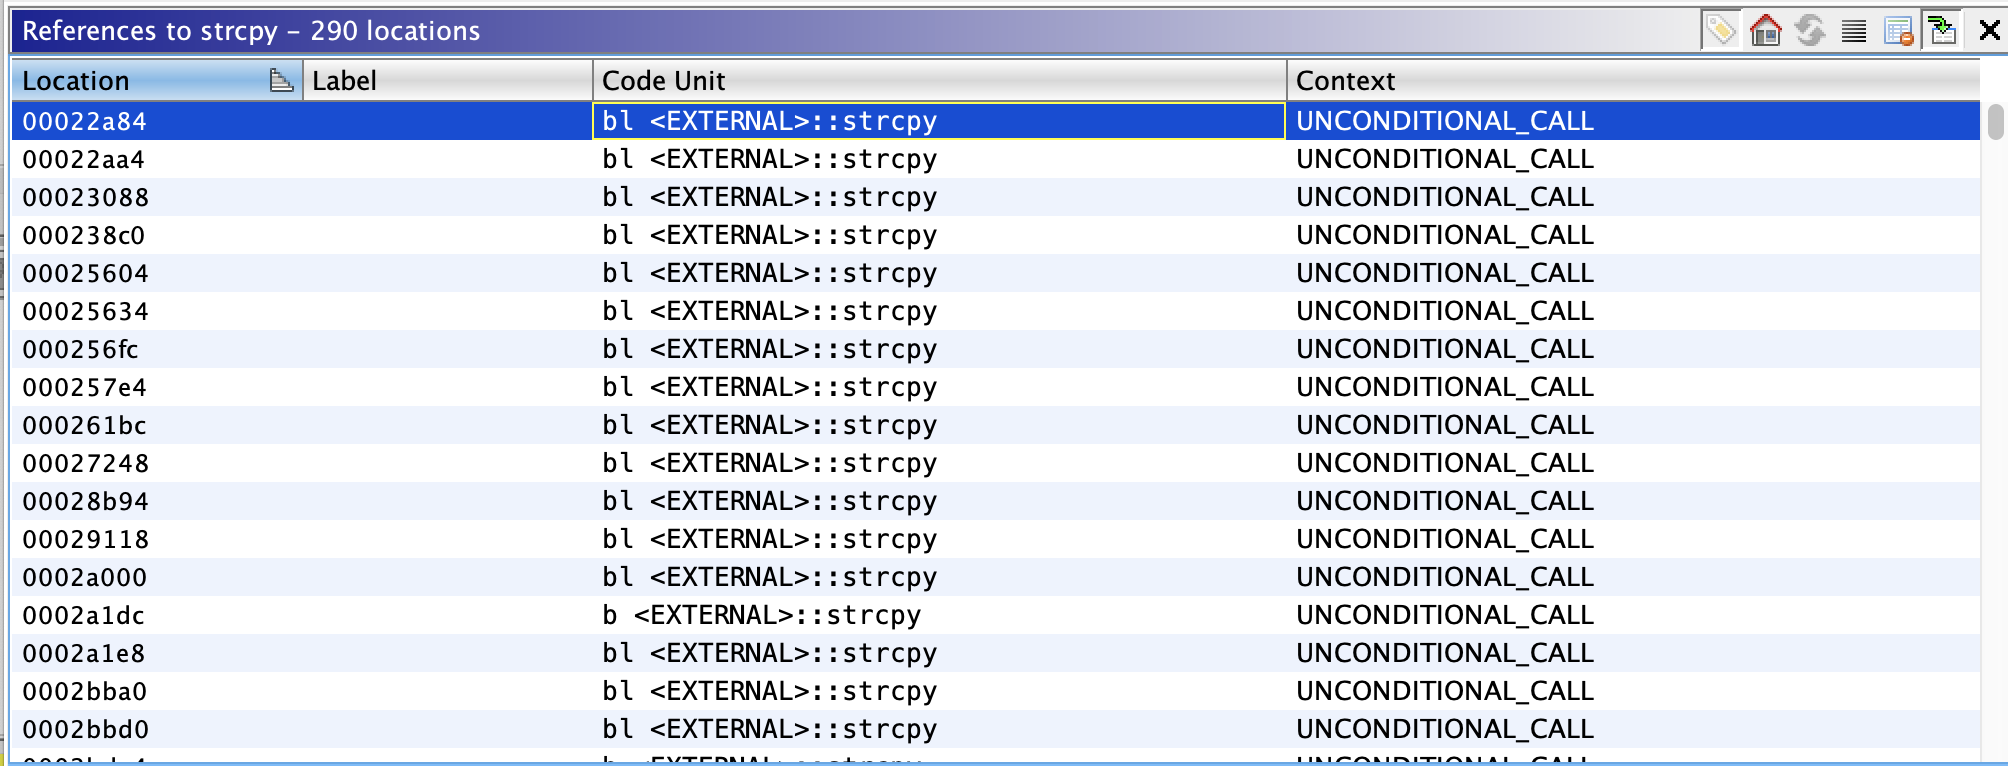 References to strcpy – 290 locations
Location Label Code Unit Context
00022a84 bl <EXTERNAL>::strcpy UNCONDITIONAL_CALL
00022aa4 bl <EXTERNAL>::strcpy UNCONDITIONAL_CALL
00023088 bl <EXTERNAL>::strcpy UNCONDITIONAL_CALL
000238c0 bl <EXTERNAL>::strcpy UNCONDITIONAL_CALL
00025604 bl <EXTERNAL>::strcpy UNCONDITIONAL_CALL
00025634 bl <EXTERNAL>::strcpy UNCONDITIONAL_CALL
000256fc bl <EXTERNAL>::strcpy UNCONDITIONAL_CALL
000257e4 bl <EXTERNAL>::strcpy UNCONDITIONAL_CALL
000261bc bl <EXTERNAL>::strcpy UNCONDITIONAL_CALL
00027248 bl <EXTERNAL>::strcpy UNCONDITIONAL_CALL
00028b94 bl <EXTERNAL>::strcpy UNCONDITIONAL_CALL
00029118 bl <EXTERNAL>::strcpy UNCONDITIONAL_CALL
0002a000 bl <EXTERNAL>::strcpy UNCONDITIONAL_CALL
0002a1dc b <EXTERNAL>::strcpy UNCONDITIONAL_CALL
0002a1e8 bl <EXTERNAL>::strcpy UNCONDITIONAL_CALL
0002bba0 bl <EXTERNAL>::strcpy UNCONDITIONAL_CALL
0002bbd0 bl <EXTERNAL>::strcpy UNCONDITIONAL_CALL